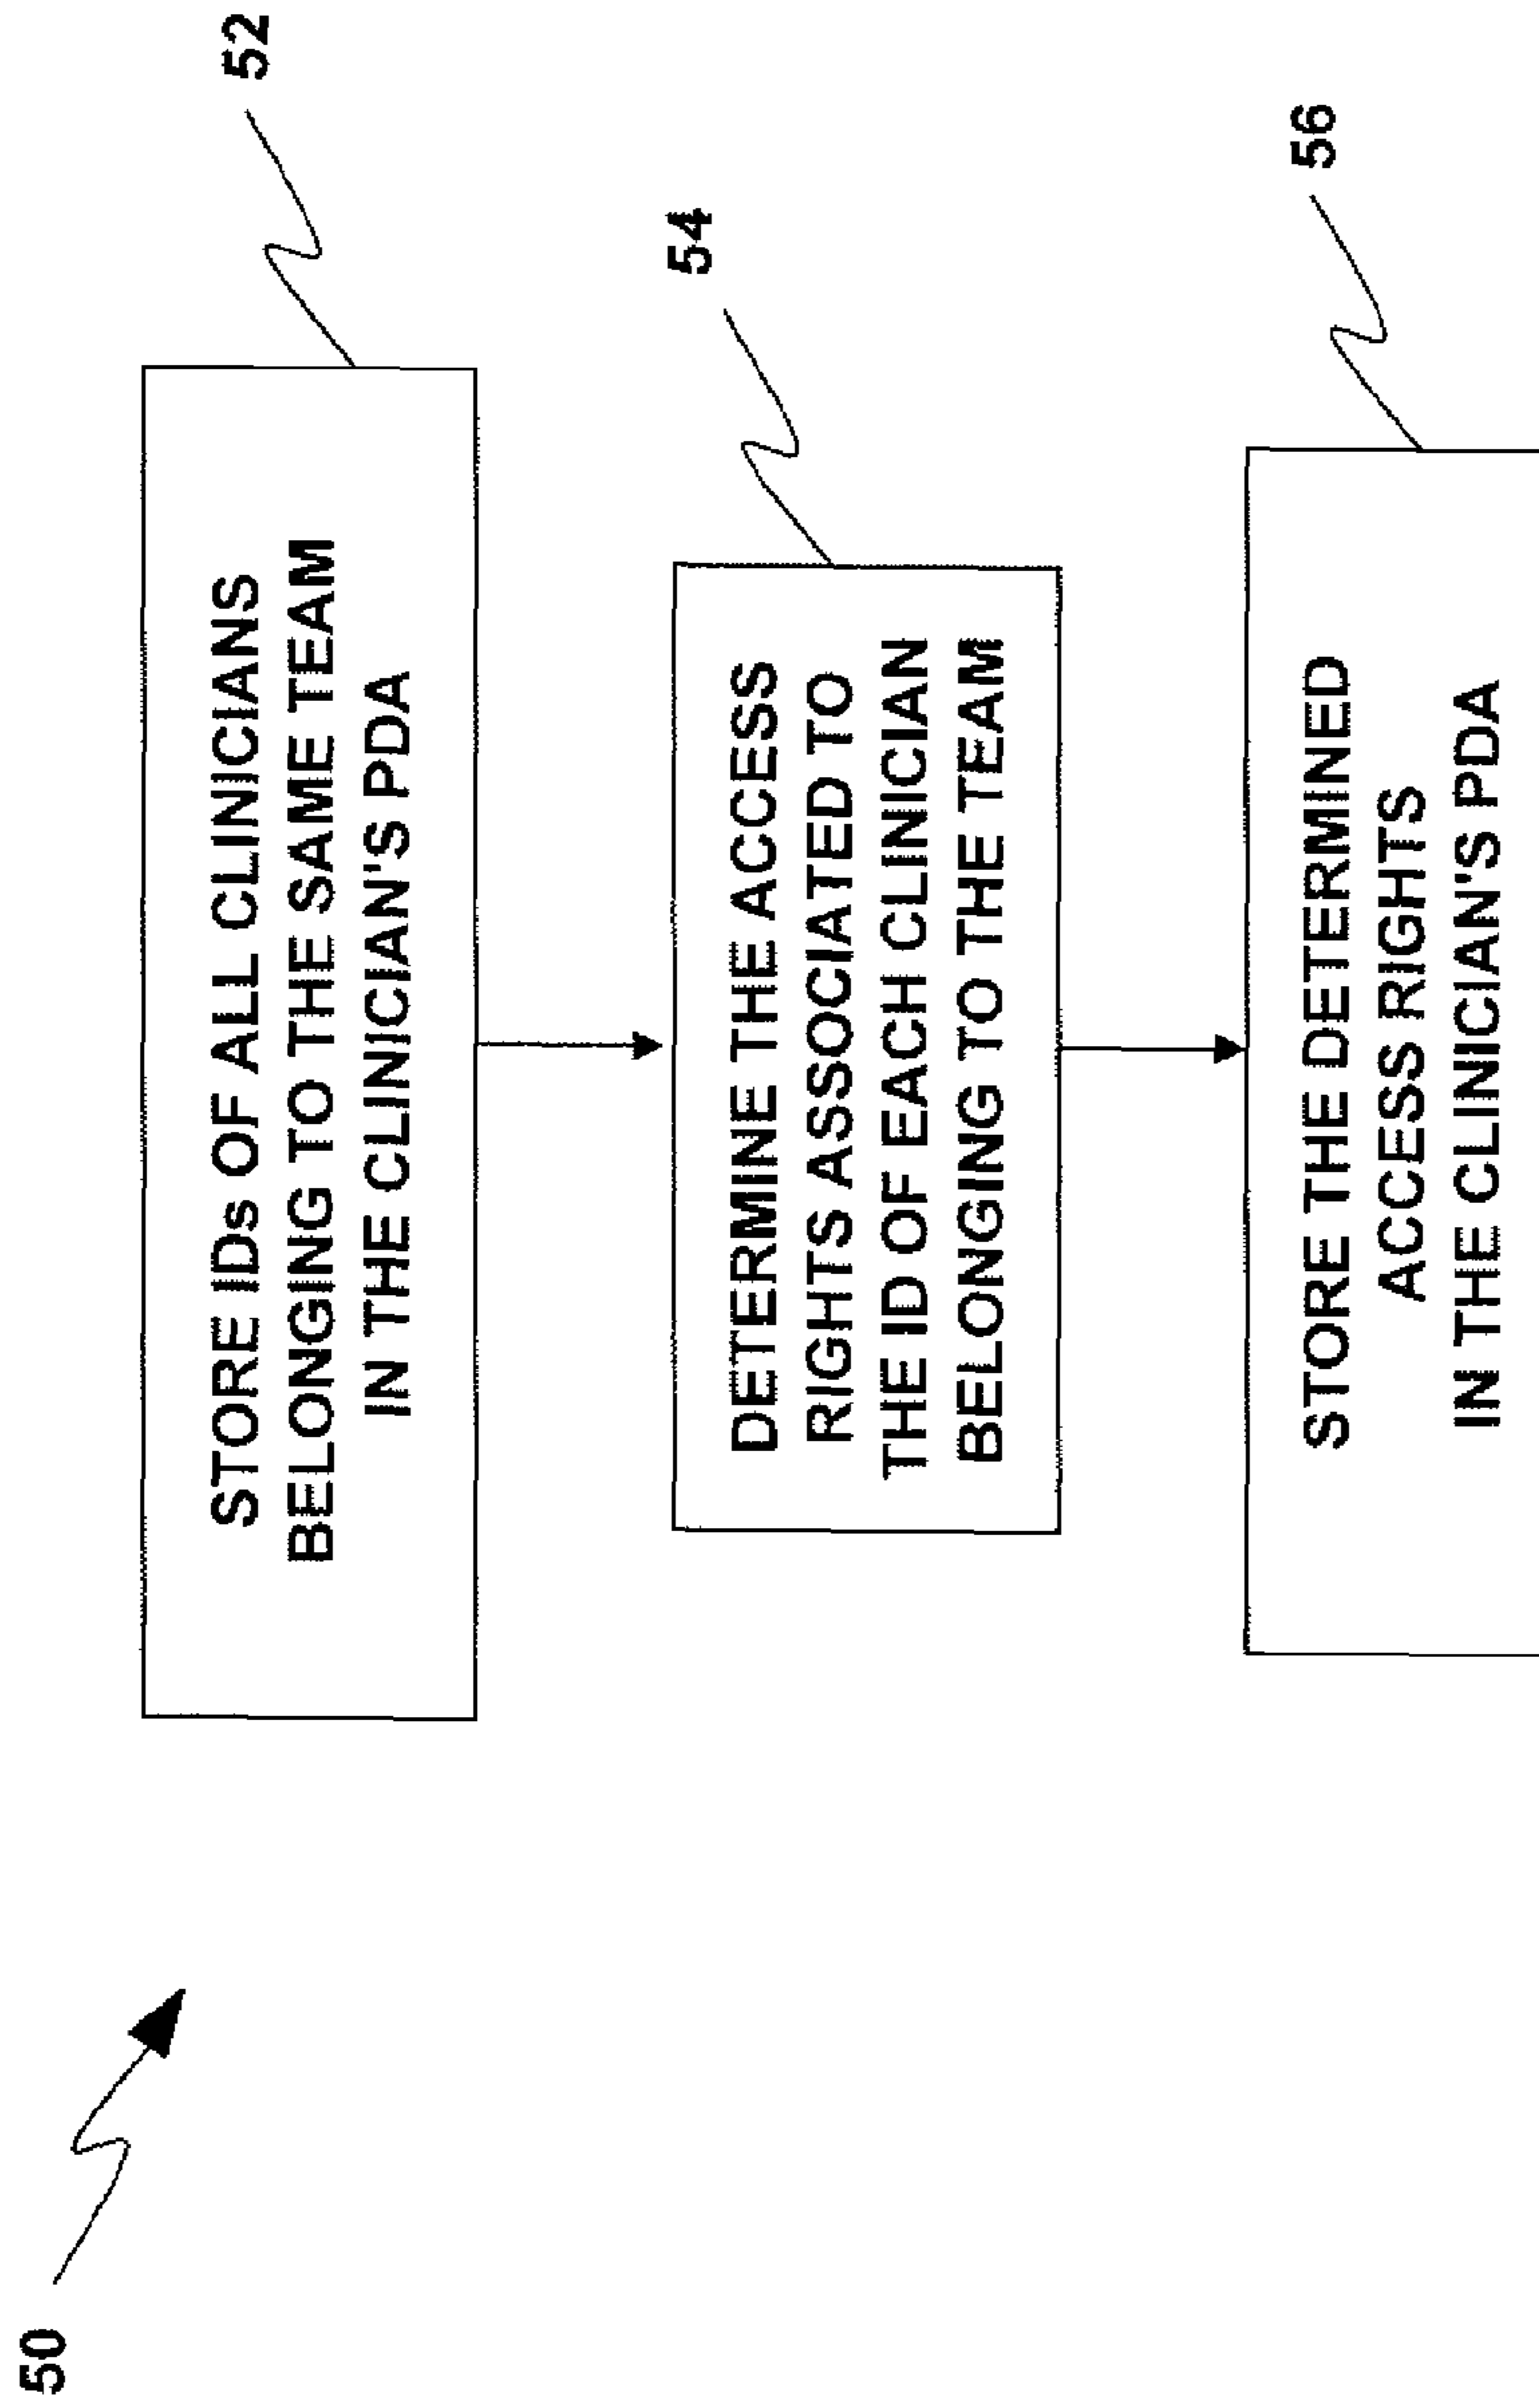 50
52
STORE IDs OF ALL CLINICIANS
BELONGING TO THE SAME TEAM
IN THE CLINICIAN'S PDA
54
DETERMINE THE ACCESS
RIGHTS ASSOCIATED TO
THE ID OF EACH CLINICIAN
BELONGING TO THE TEAM
56
STORE THE DETERMINED
ACCESS RIGHTS
IN THE CLINICIAN'S PDA